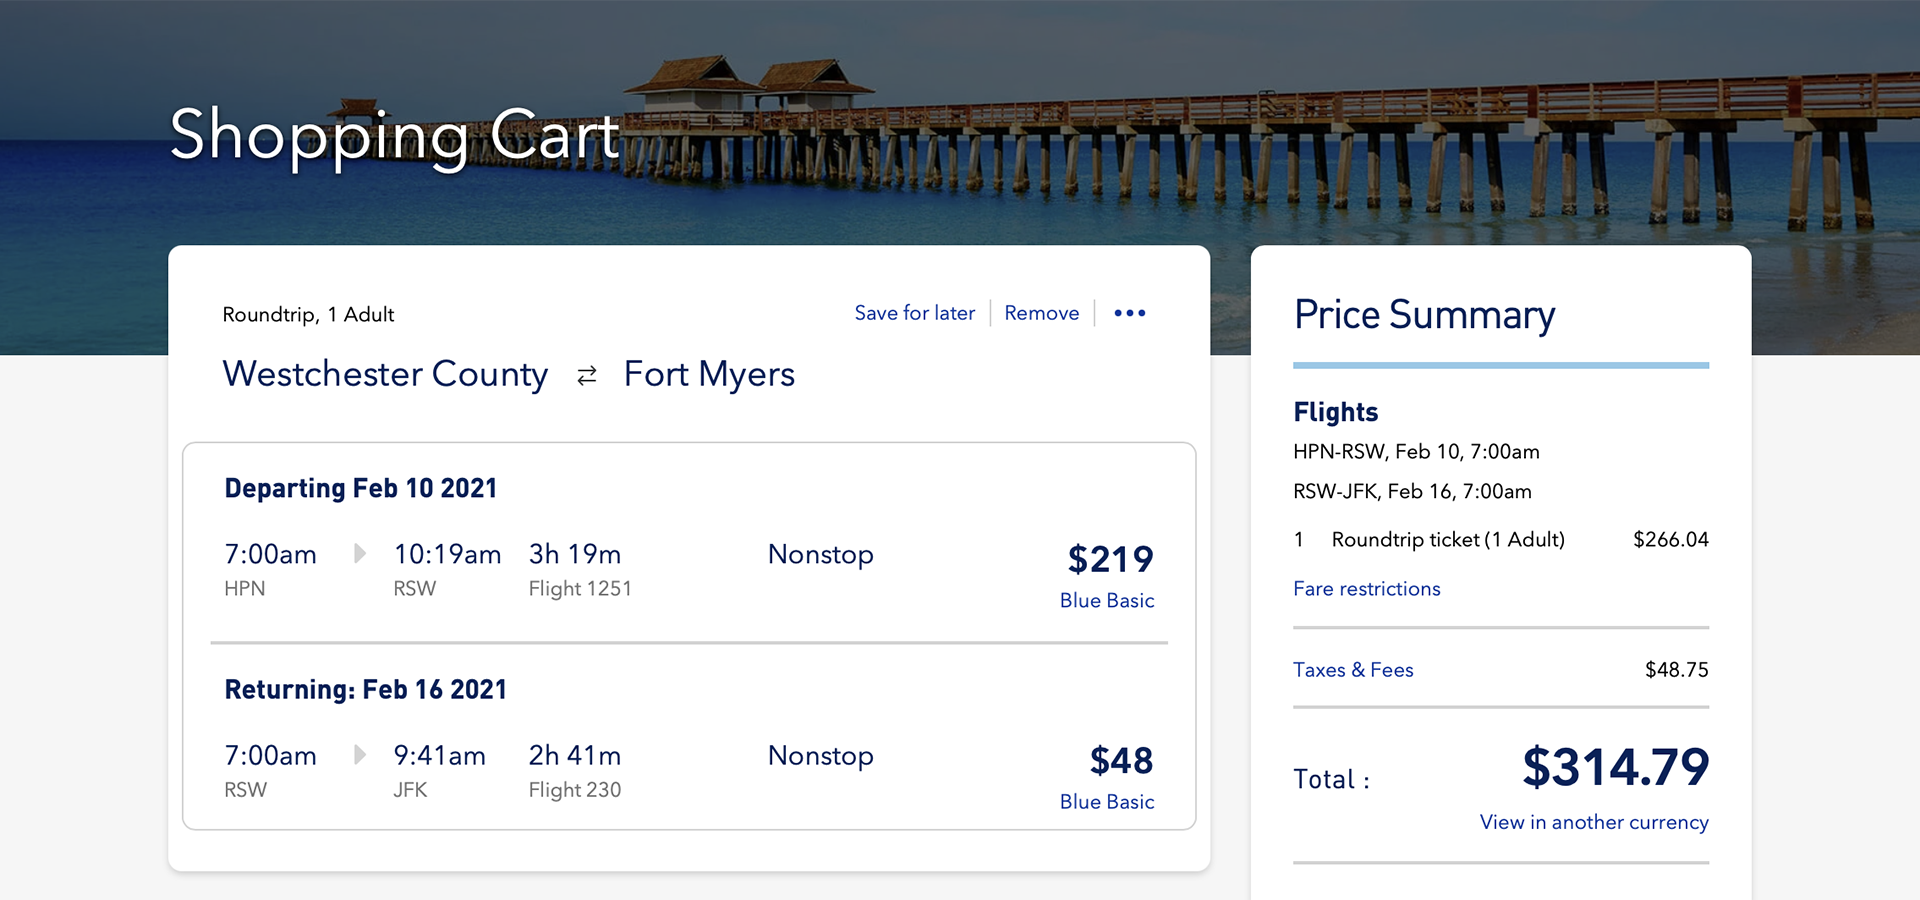 Shopping Cart
Roundtrip, 1 Adult
Save for later
Remove
Westchester County ⇄ Fort Myers
Departing Feb 10 2021
7:00am 10:19am 3h 19m Nonstop $219
HPN RSW Flight 1251 Blue Basic
Returning: Feb 16 2021
7:00am 9:41am 2h 41m Nonstop $48
RSW JFK Flight 230 Blue Basic
Price Summary
Flights
HPN-RSW, Feb 10, 7:00am
RSW-JFK, Feb 16, 7:00am
1 Roundtrip ticket (1 Adult) $266.04
Fare restrictions
Taxes & Fees $48.75
Total : $314.79
View in another currency